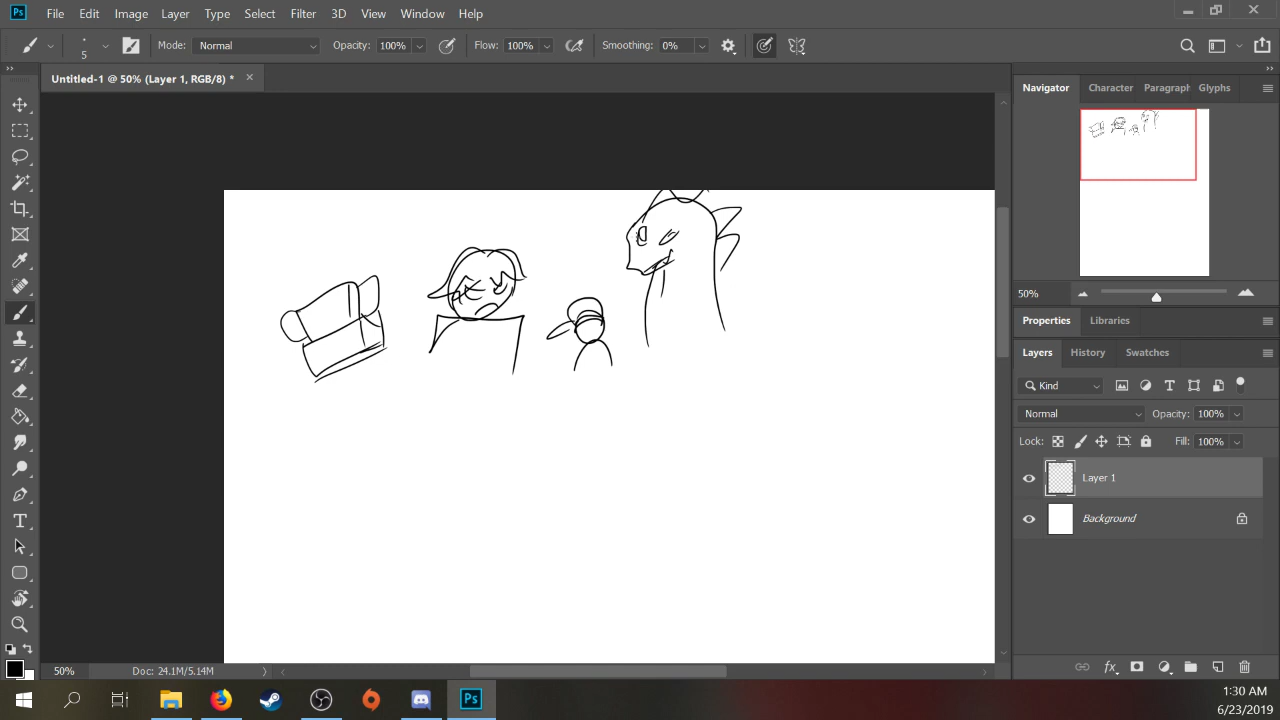 Ps File Edit Image Layer Type Select Filter 3D View Window Help
5 Mode: Normal Opacity: 100% Flow: 100% Smoothing: 0%
Untitled-1 @ 50% (Layer 1, RGB/8) *
Navigator Character Paragraph Glyphs
50%
Properties Libraries
Layers History Swatches
Kind
Normal Opacity: 100%
Lock: Fill: 100%
Layer 1
Background
50% Doc: 24.1M/5.14M
Ps
1:30 AM
6/23/2019